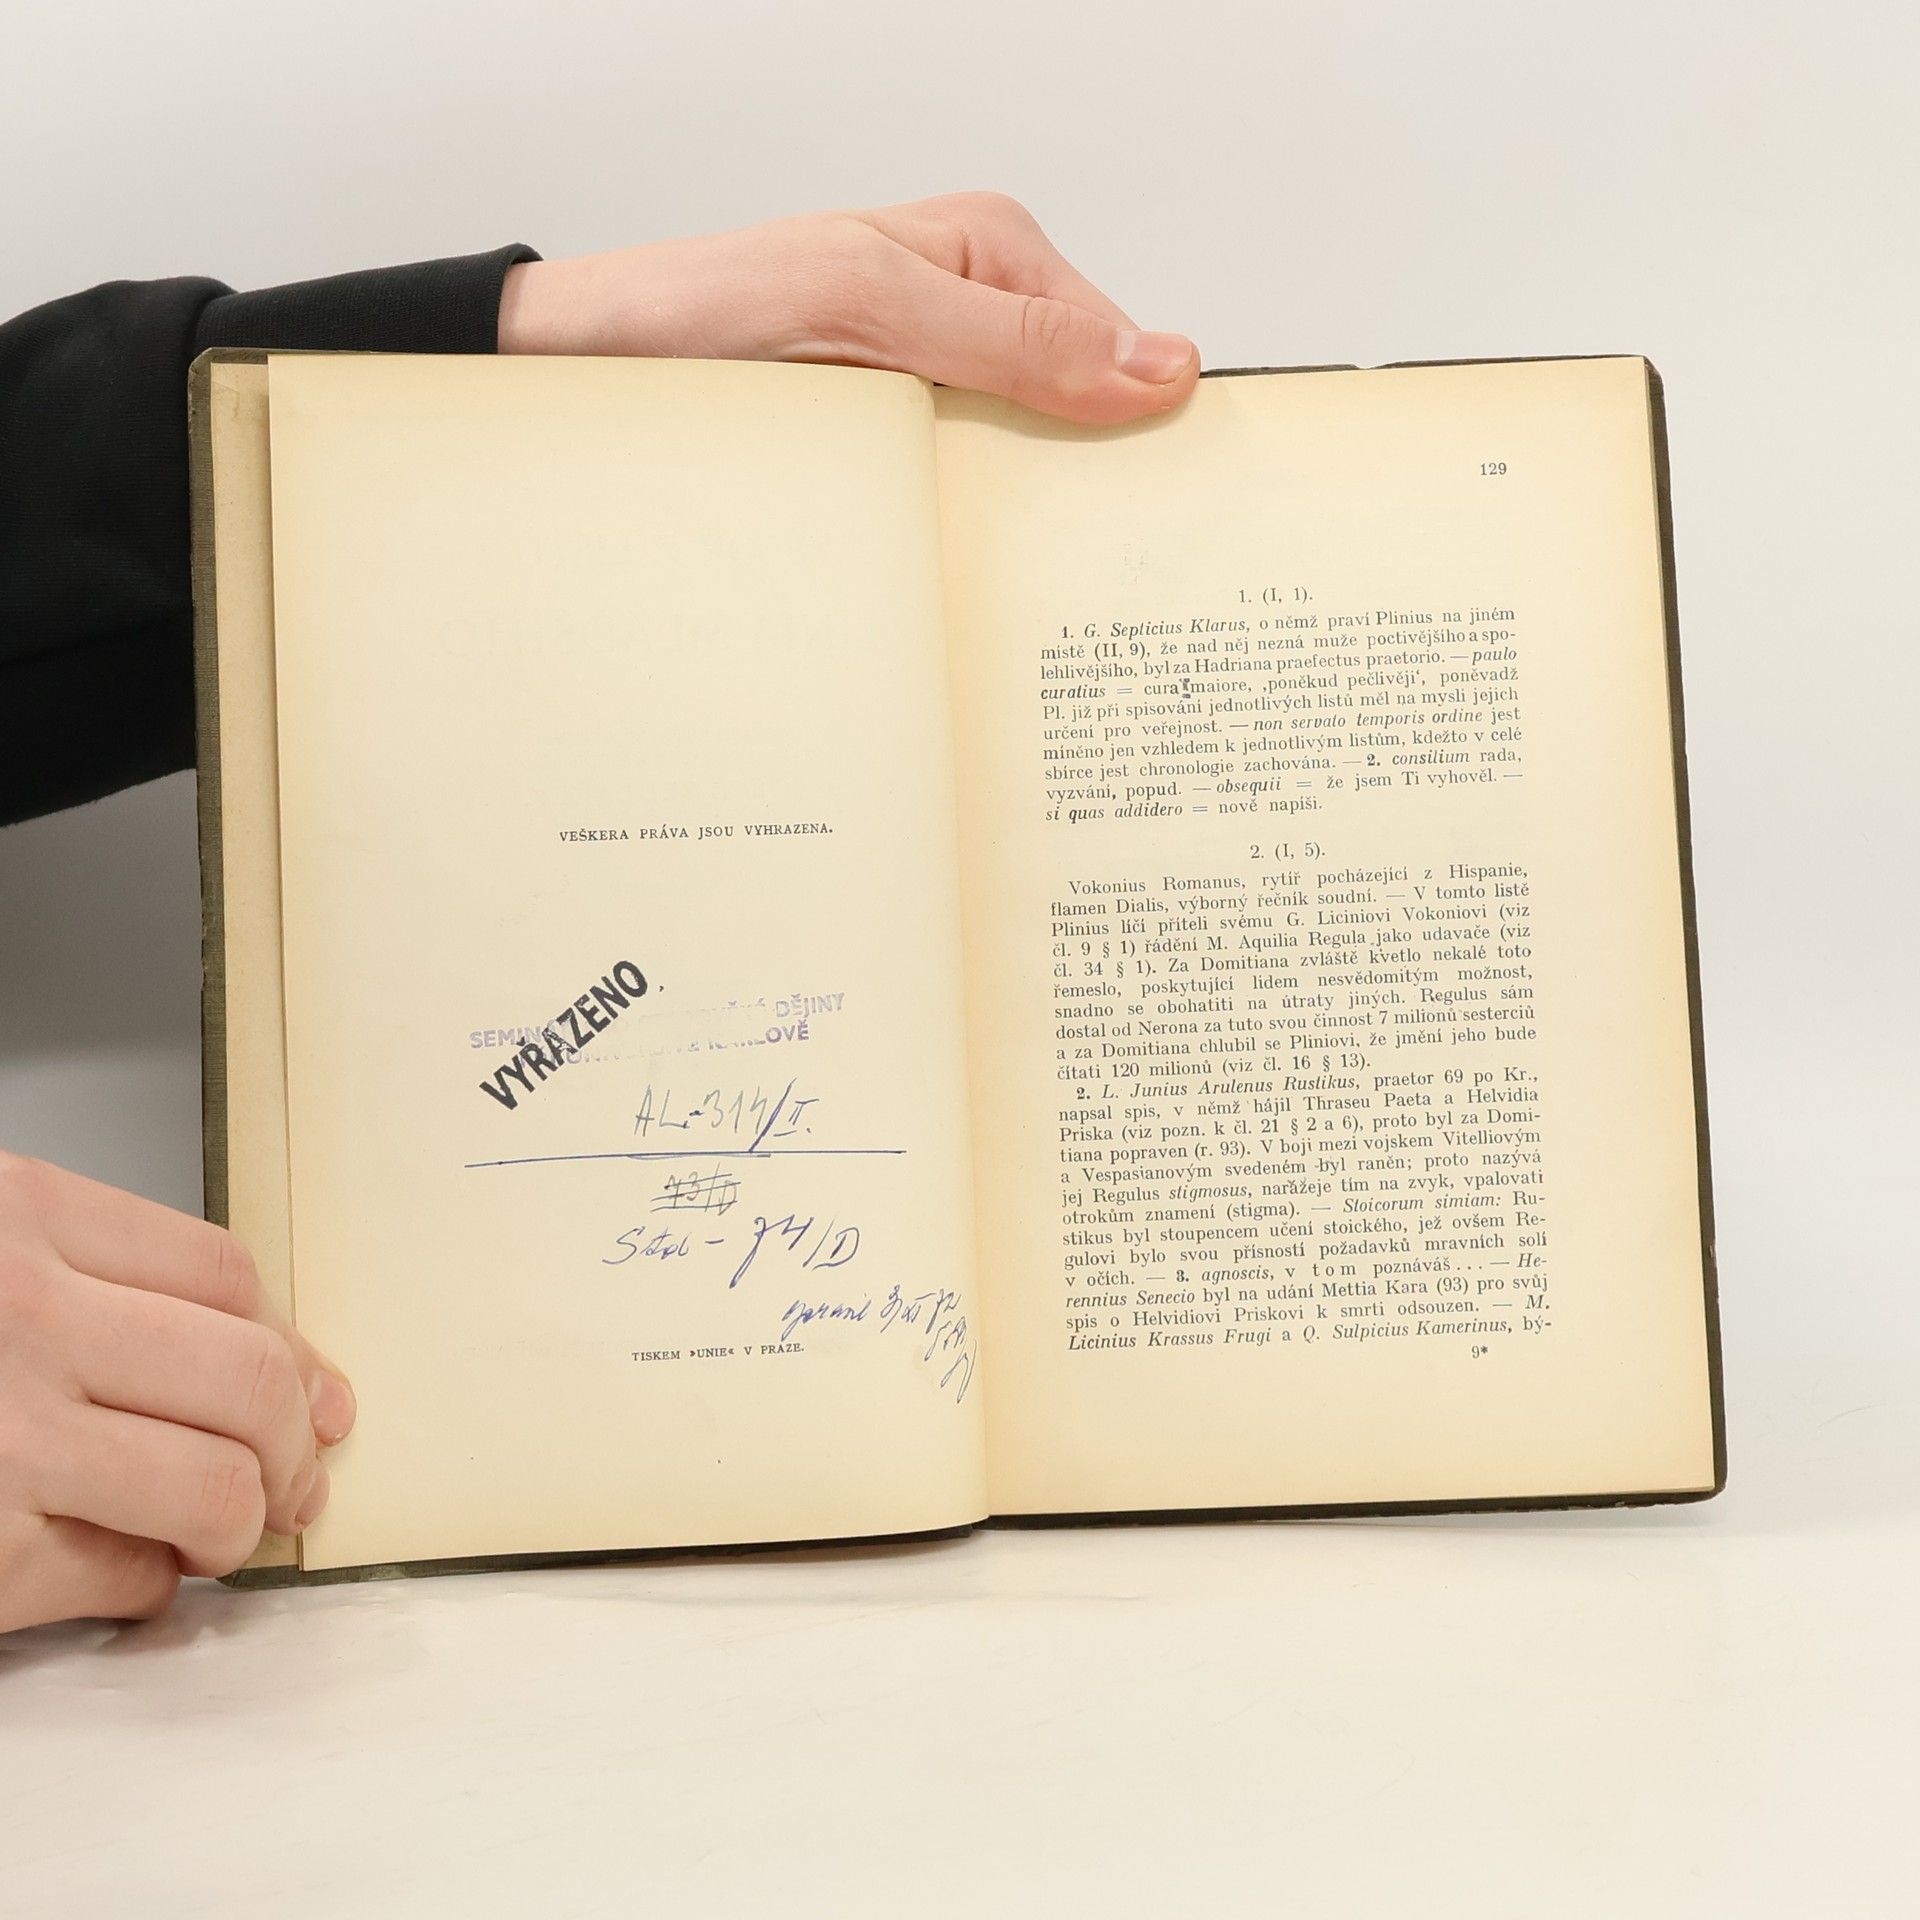 VEŠKERA PRÁVA JSOU VYHRAZENA.
VYŘAZENO
DĚJINY
AL-314/II.
74/D
TISKEM »UNIE« V PRAZE.
129
1. (I, 1).
1. G. Septicius Klarus, o němž praví Plinius na jiném
místě (II, 9), že nad něj nezná muže poctivějšího a spo-
lehlivějšího, byl za Hadriana praefectus praetorio. — paulo
curatius = cura maiore, ‚poněkud pečlivěji‘, poněvadž
Pl. již při spisování jednotlivých listů měl na mysli jejich
určení pro veřejnost. — non servato temporis ordine jest
míněno jen vzhledem k jednotlivým listům, kdežto v celé
sbírce jest chronologie zachována. — 2. consilium rada,
vyzvání, popud. — obsequii = že jsem Ti vyhověl. —
si quas addidero = nově napíši.
2. (I, 5).
Vokonius Romanus, rytíř pocházející z Hispanie,
flamen Dialis, výborný řečník soudní. — V tomto listě
Plinius líčí příteli svému G. Liciniovi Vokoniovi (viz
čl. 9 § 1) řádění M. Aquilia Regula jako udavače (viz
čl. 34 § 1). Za Domitiana zvláště kvetlo nekalé toto
řemeslo, poskytující lidem nesvědomitým možnost,
snadno se obohatiti na útraty jiných. Regulus sám
dostal od Nerona za tuto svou činnost 7 milionů sesterciů
a za Domitiana chlubil se Pliniovi, že jmění jeho bude
čítati 120 milionů (viz čl. 16 § 13).
2. L. Junius Arulenus Rustikus, praetor 69 po Kr.,
napsal spis, v němž hájil Thraseu Paeta a Helvidia
Priska (viz pozn. k čl. 21 § 2 a 6), proto byl za Domi-
tiana popraven (r. 93). V boji mezi vojskem Vitelliovým
a Vespasianovým svedeném byl raněn; proto nazývá
jej Regulus stigmosus, narážeje tím na zvyk, vpalovati
otrokům znamení (stigma). — Stoicorum simiam: Ru-
stikus byl stoupencem učení stoického, jež ovšem Re-
gulovi bylo svou přísností požadavků mravních solí
v očích. — 3. agnoscis, v tom poznáváš... — He-
rennius Senecio byl na udání Mettia Kara (93) pro svůj
spis o Helvidiovi Priskovi k smrti odsouzen. — M.
Licinius Krassus Frugi a Q. Sulpicius Kamerinus, bý-
9*